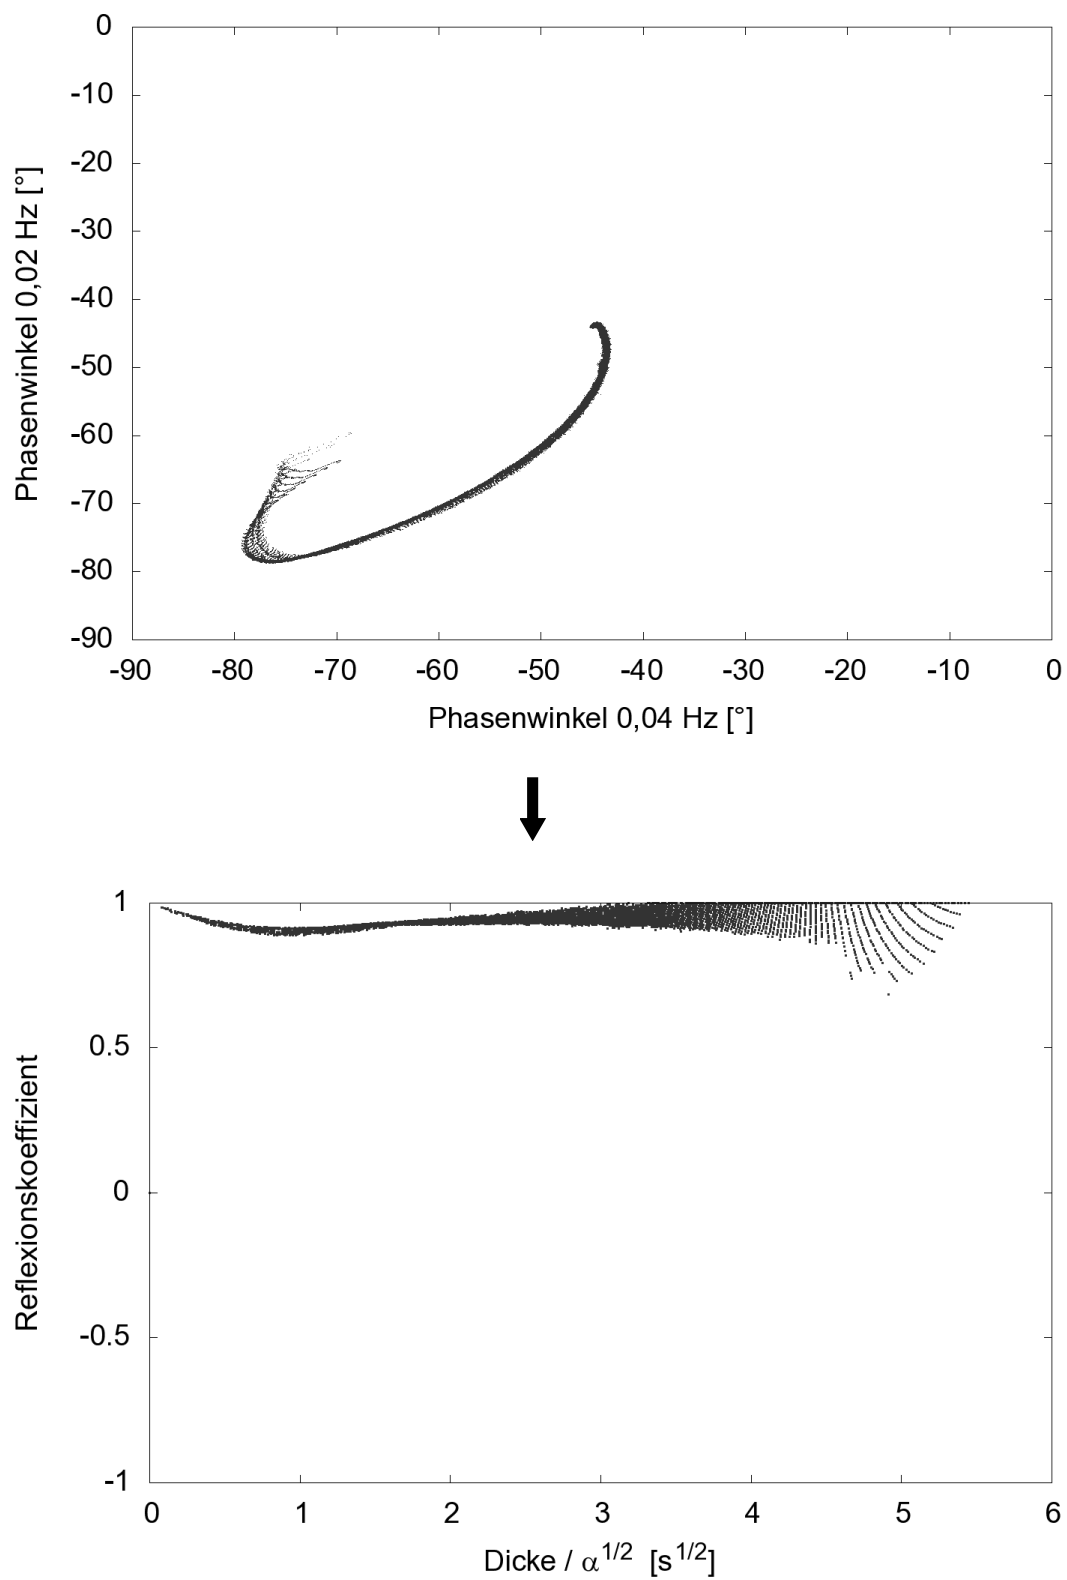 0
-10
-20
-30
-40
-50
-60
-70
-80
-90
Phasenwinkel 0,02 Hz [°]
-90 -80 -70 -60 -50 -40 -30 -20 -10 0
Phasenwinkel 0,04 Hz [°]
1
0.5
0
-0.5
-1
Reflexionskoeffizient
0 1 2 3 4 5 6
Dicke / α^1/2 [s^1/2]